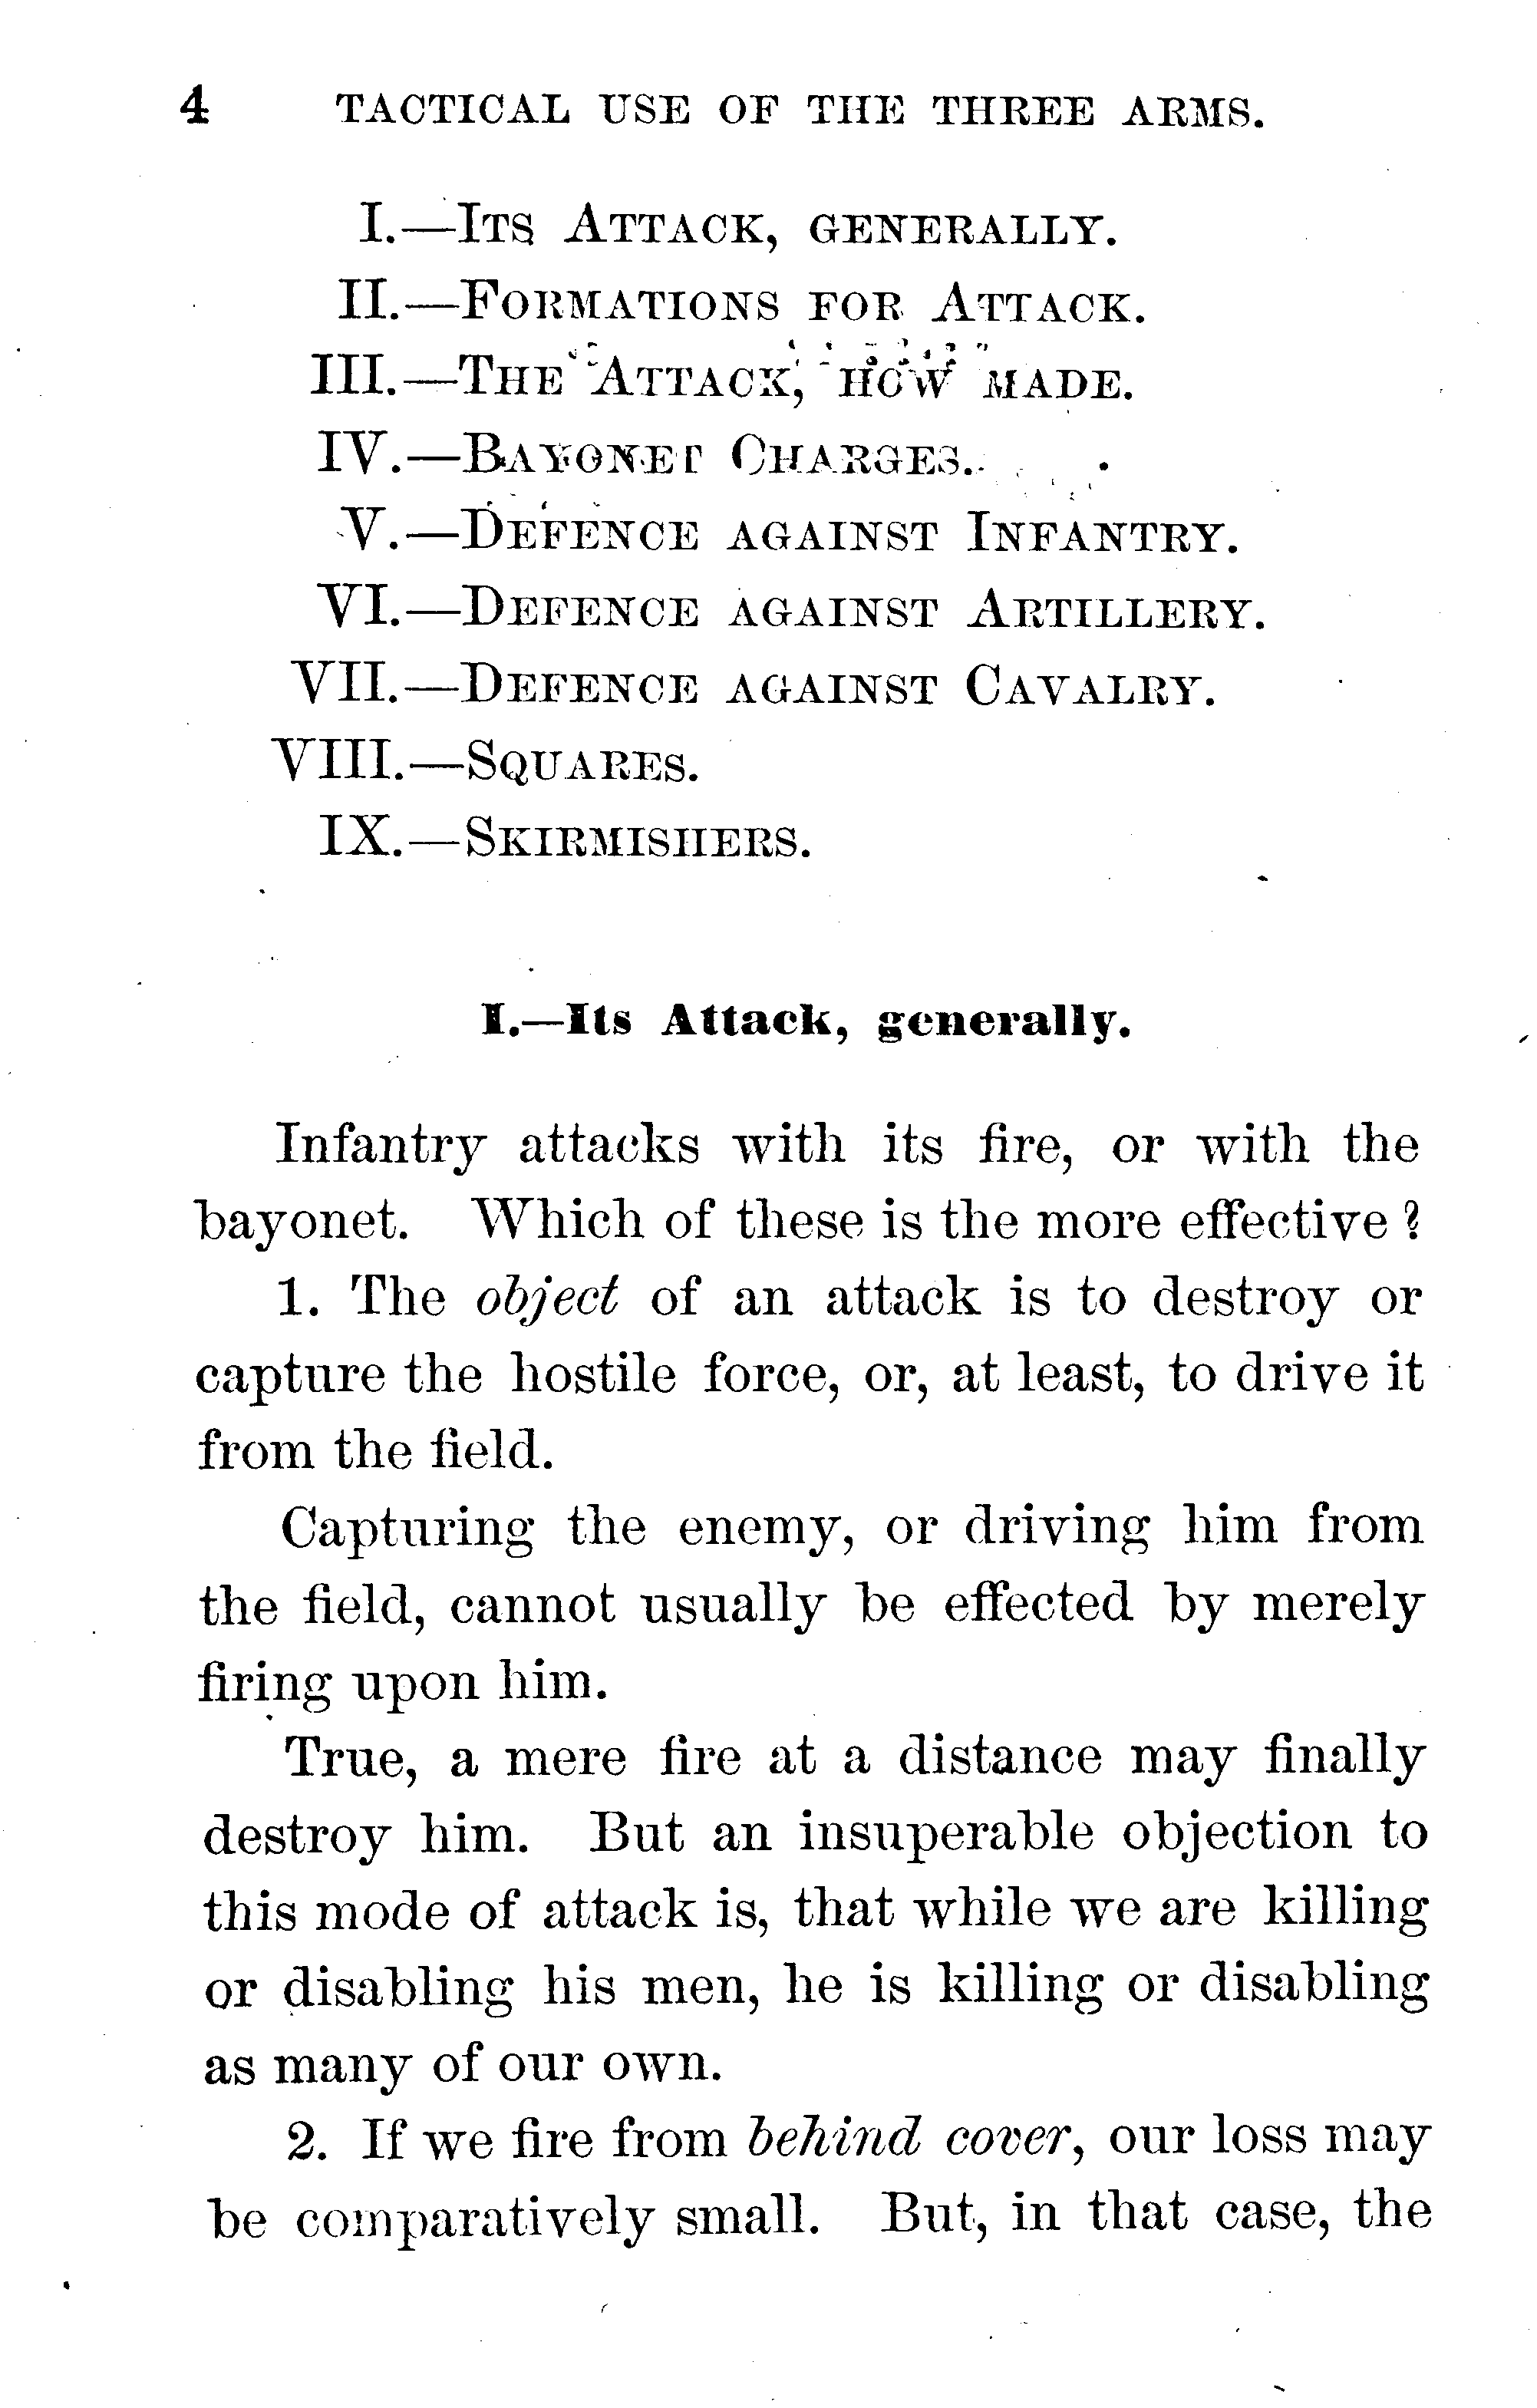 4 TACTICAL USE OF THE THREE ARMS.
I.—Its Attack, generally.
II.—Formations for Attack.
III.—The Attack, how made.
IV.—Bayonet Charges.
V.—Defence against Infantry.
VI.—Defence against Artillery.
VII.—Defence against Cavalry.
VIII.—Squares.
IX.—Skirmishers.
I.—Its Attack, generally.
Infantry attacks with its fire, or with the
bayonet. Which of these is the more effective?
1. The object of an attack is to destroy or
capture the hostile force, or, at least, to drive it
from the field.
Capturing the enemy, or driving him from
the field, cannot usually be effected by merely
firing upon him.
True, a mere fire at a distance may finally
destroy him. But an insuperable objection to
this mode of attack is, that while we are killing
or disabling his men, he is killing or disabling
as many of our own.
2. If we fire from behind cover, our loss may
be comparatively small. But, in that case, the